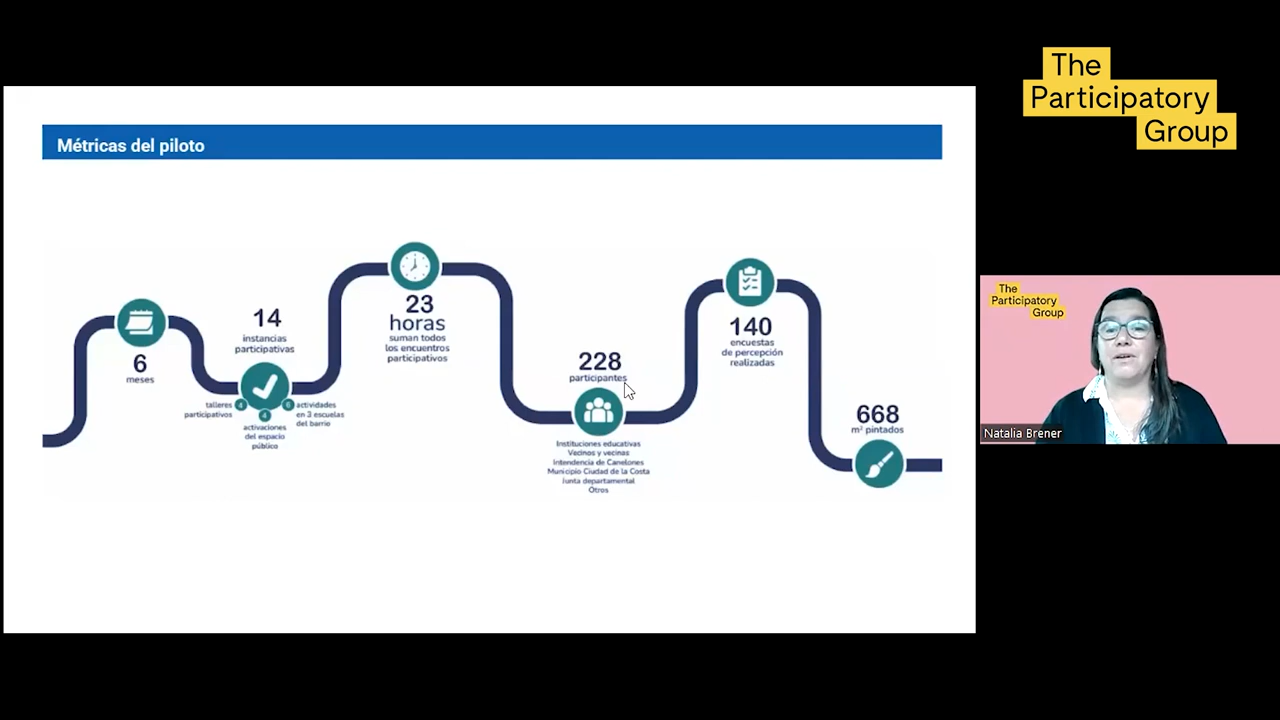 The
Participatory
Group
Métricas del piloto
6
meses
14
instancias
participativas
talleres
participativos
4
4
activaciones
del espacio
público
6
actividades
en 3 escuelas
del barrio
23
horas
suman todos
los encuentros
participativos
228
participantes
Instituciones educativas
Vecinos y vecinas
Intendencia de Canelones
Municipio Ciudad de la Costa
Junta departamental
Otros
140
encuestas
de percepción
realizadas
668
m² pintados
The
Participatory
Group
Natalia Brener